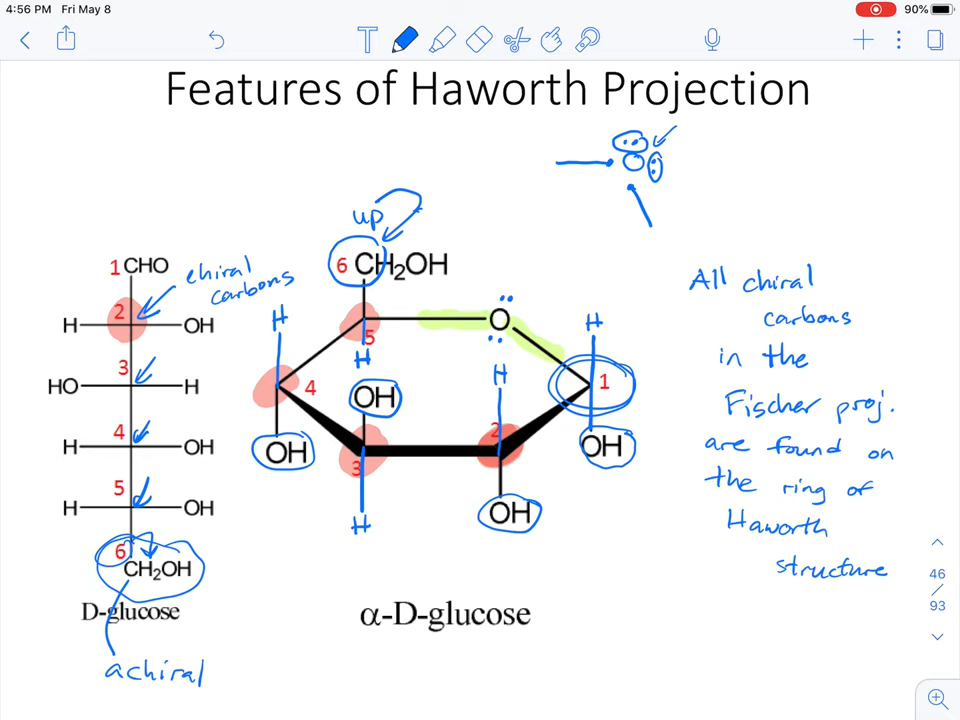 4:56 PM Fri May 8
90%
T
Features of Haworth Projection
up
6 CH₂OH
1 CHO
chiral
carbons
2
H OH
3
HO H
4
H OH
5
H OH
6
CH₂OH
D-glucose
achiral
H
5
H
O
H
H
4
1
OH
OH
2
OH
3
OH
H
α-D-glucose
All chiral
carbons
in the
Fischer proj.
are found on
the ring of
Haworth
structure
46
/
93